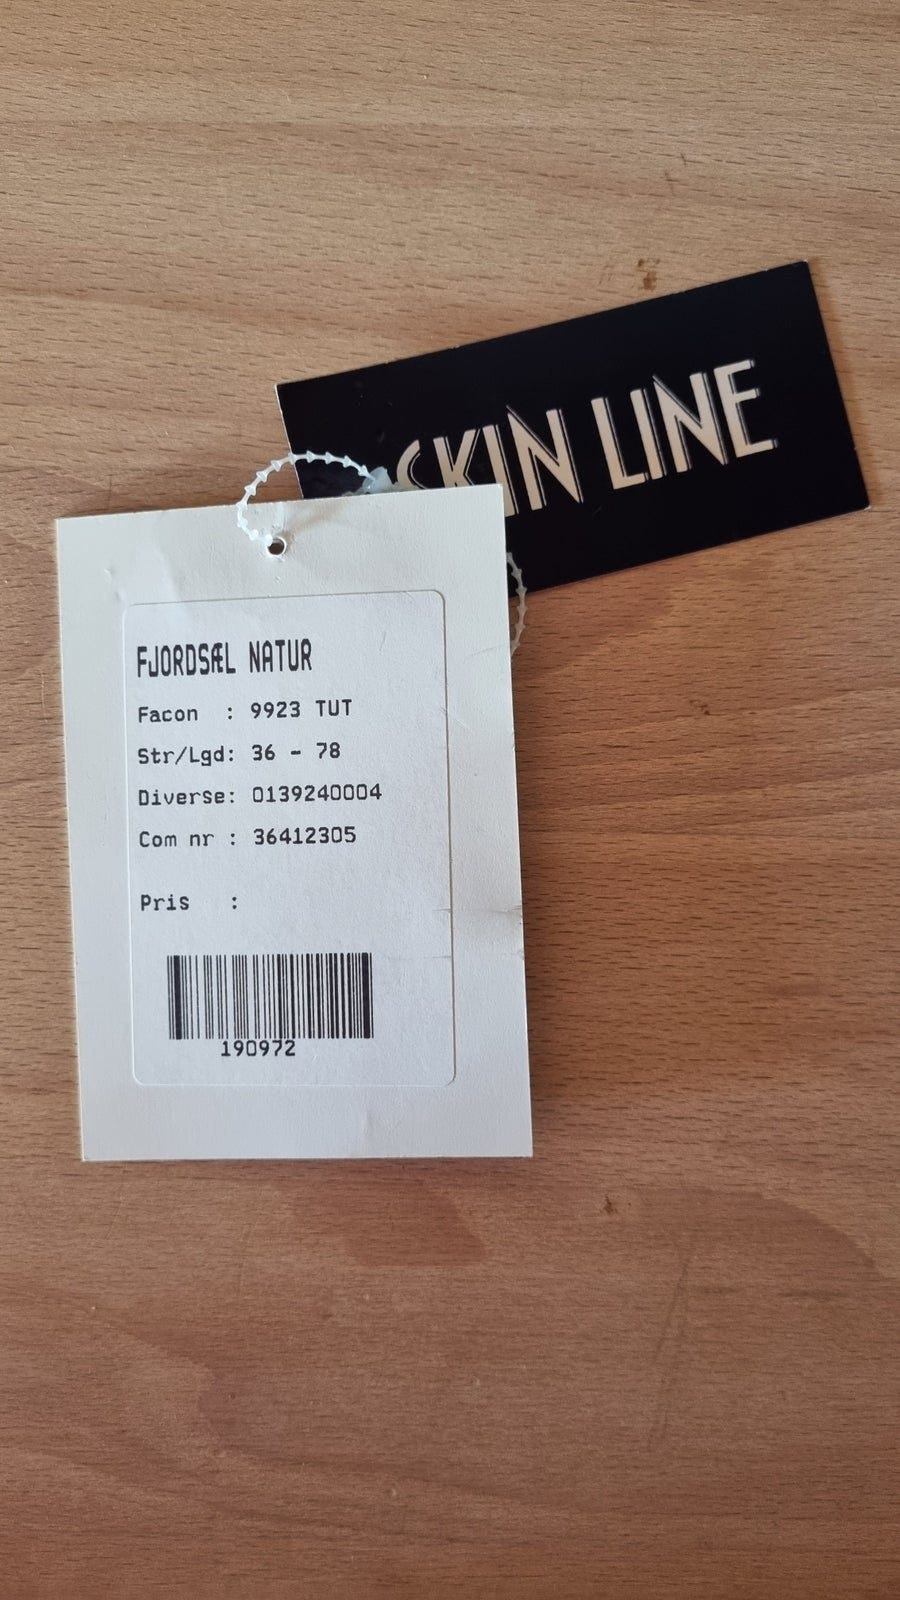 SKIN LINE
FJORDSÆL NATUR
Facon : 9923 TUT
Str/Lgd: 36 - 78
Diverse: 0139240004
Com nr : 36412305
Pris :
190972